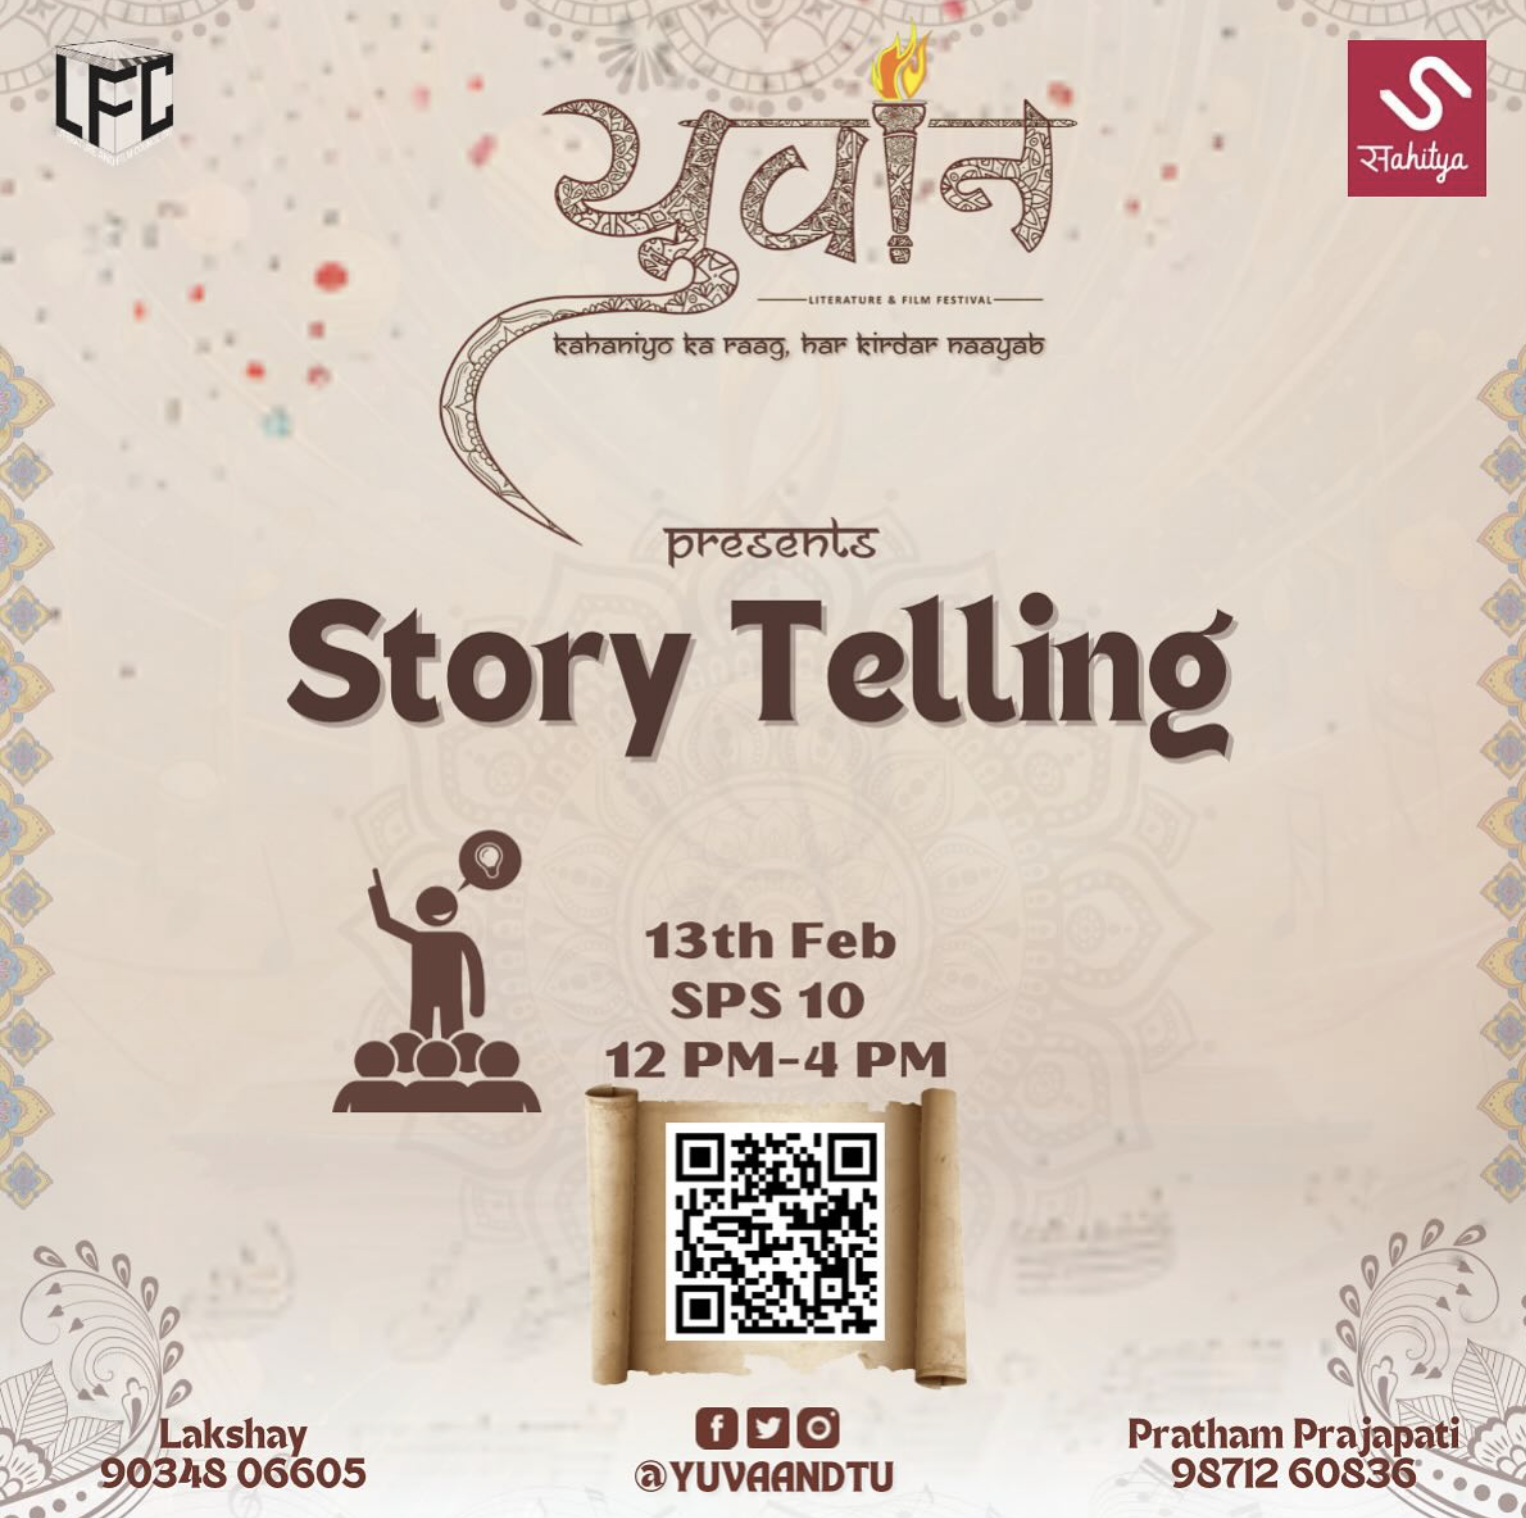 LFC
युवान
साhitya
LITERATURE & FILM FESTIVAL
kahaniyo ka raag, har kirdar naayab
presents
Story Telling
13th Feb
SPS 10
12 PM-4 PM
Lakshay
90348 06605
@YUVAANDTU
Pratham Prajapati
98712 60836